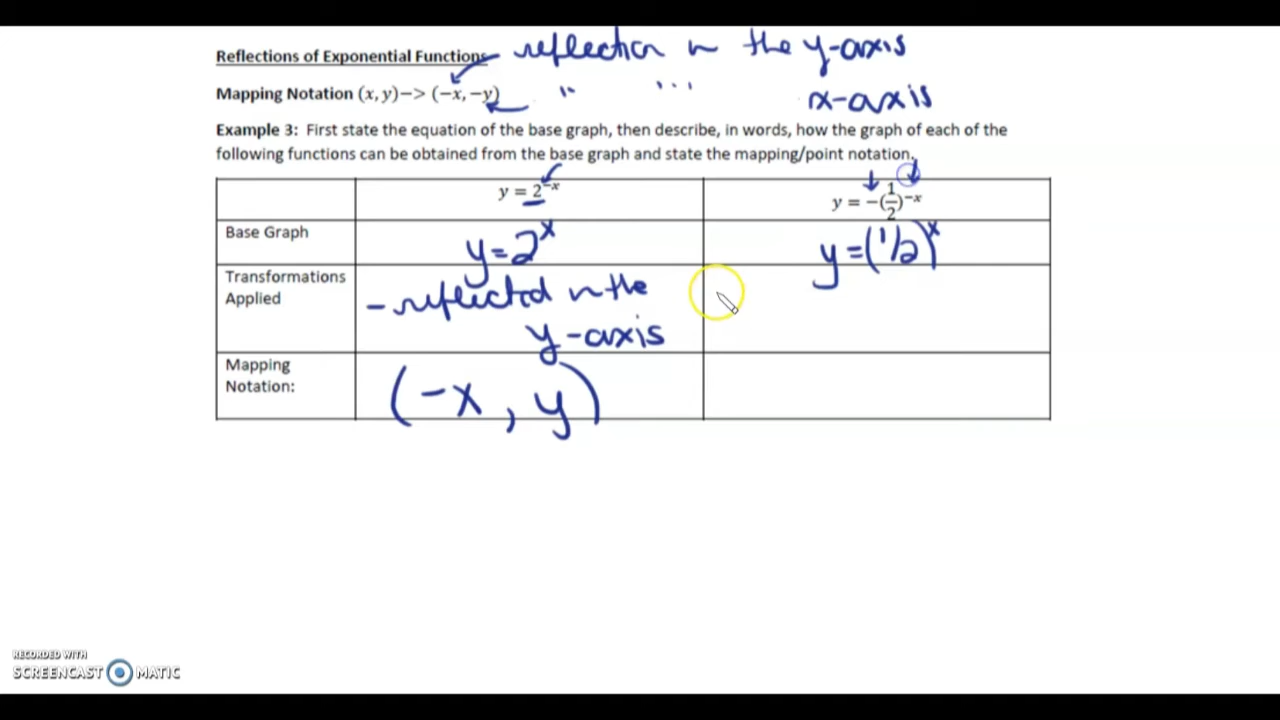 Reflections of Exponential Functions reflection in the y-axis
Mapping Notation (x, y)−> (−x, −y) " ... x-axis
Example 3: First state the equation of the base graph, then describe, in words, how the graph of each of the
following functions can be obtained from the base graph and state the mapping/point notation.
y = 2^−x y = −(1/2)^−x
Base Graph y=2^x y=(1/2)^x
Transformations Applied - reflected in the
y-axis
Mapping Notation: (-x, y)
RECORDED WITH
SCREENCAST MATIC